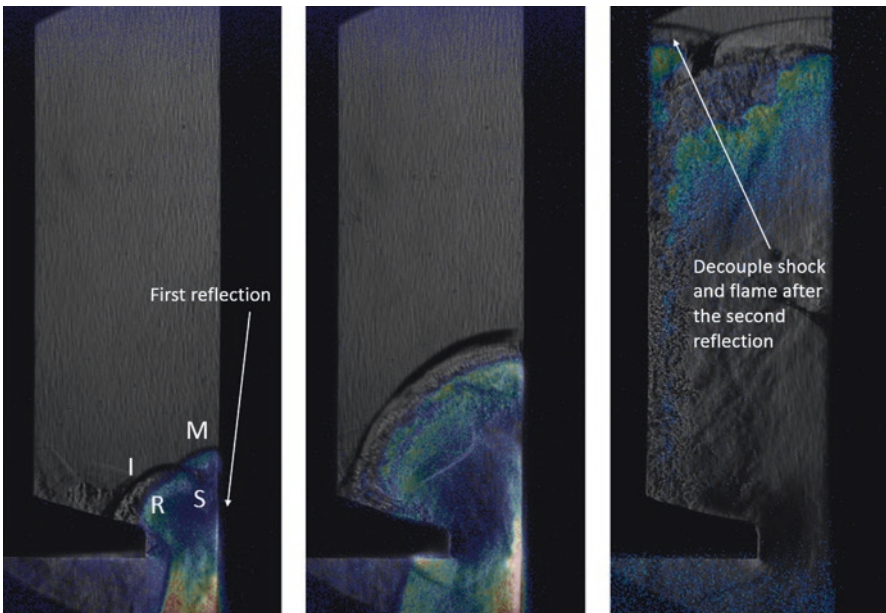 First reflection
M
I
R
S
Decouple shock
and flame after
the second
reflection